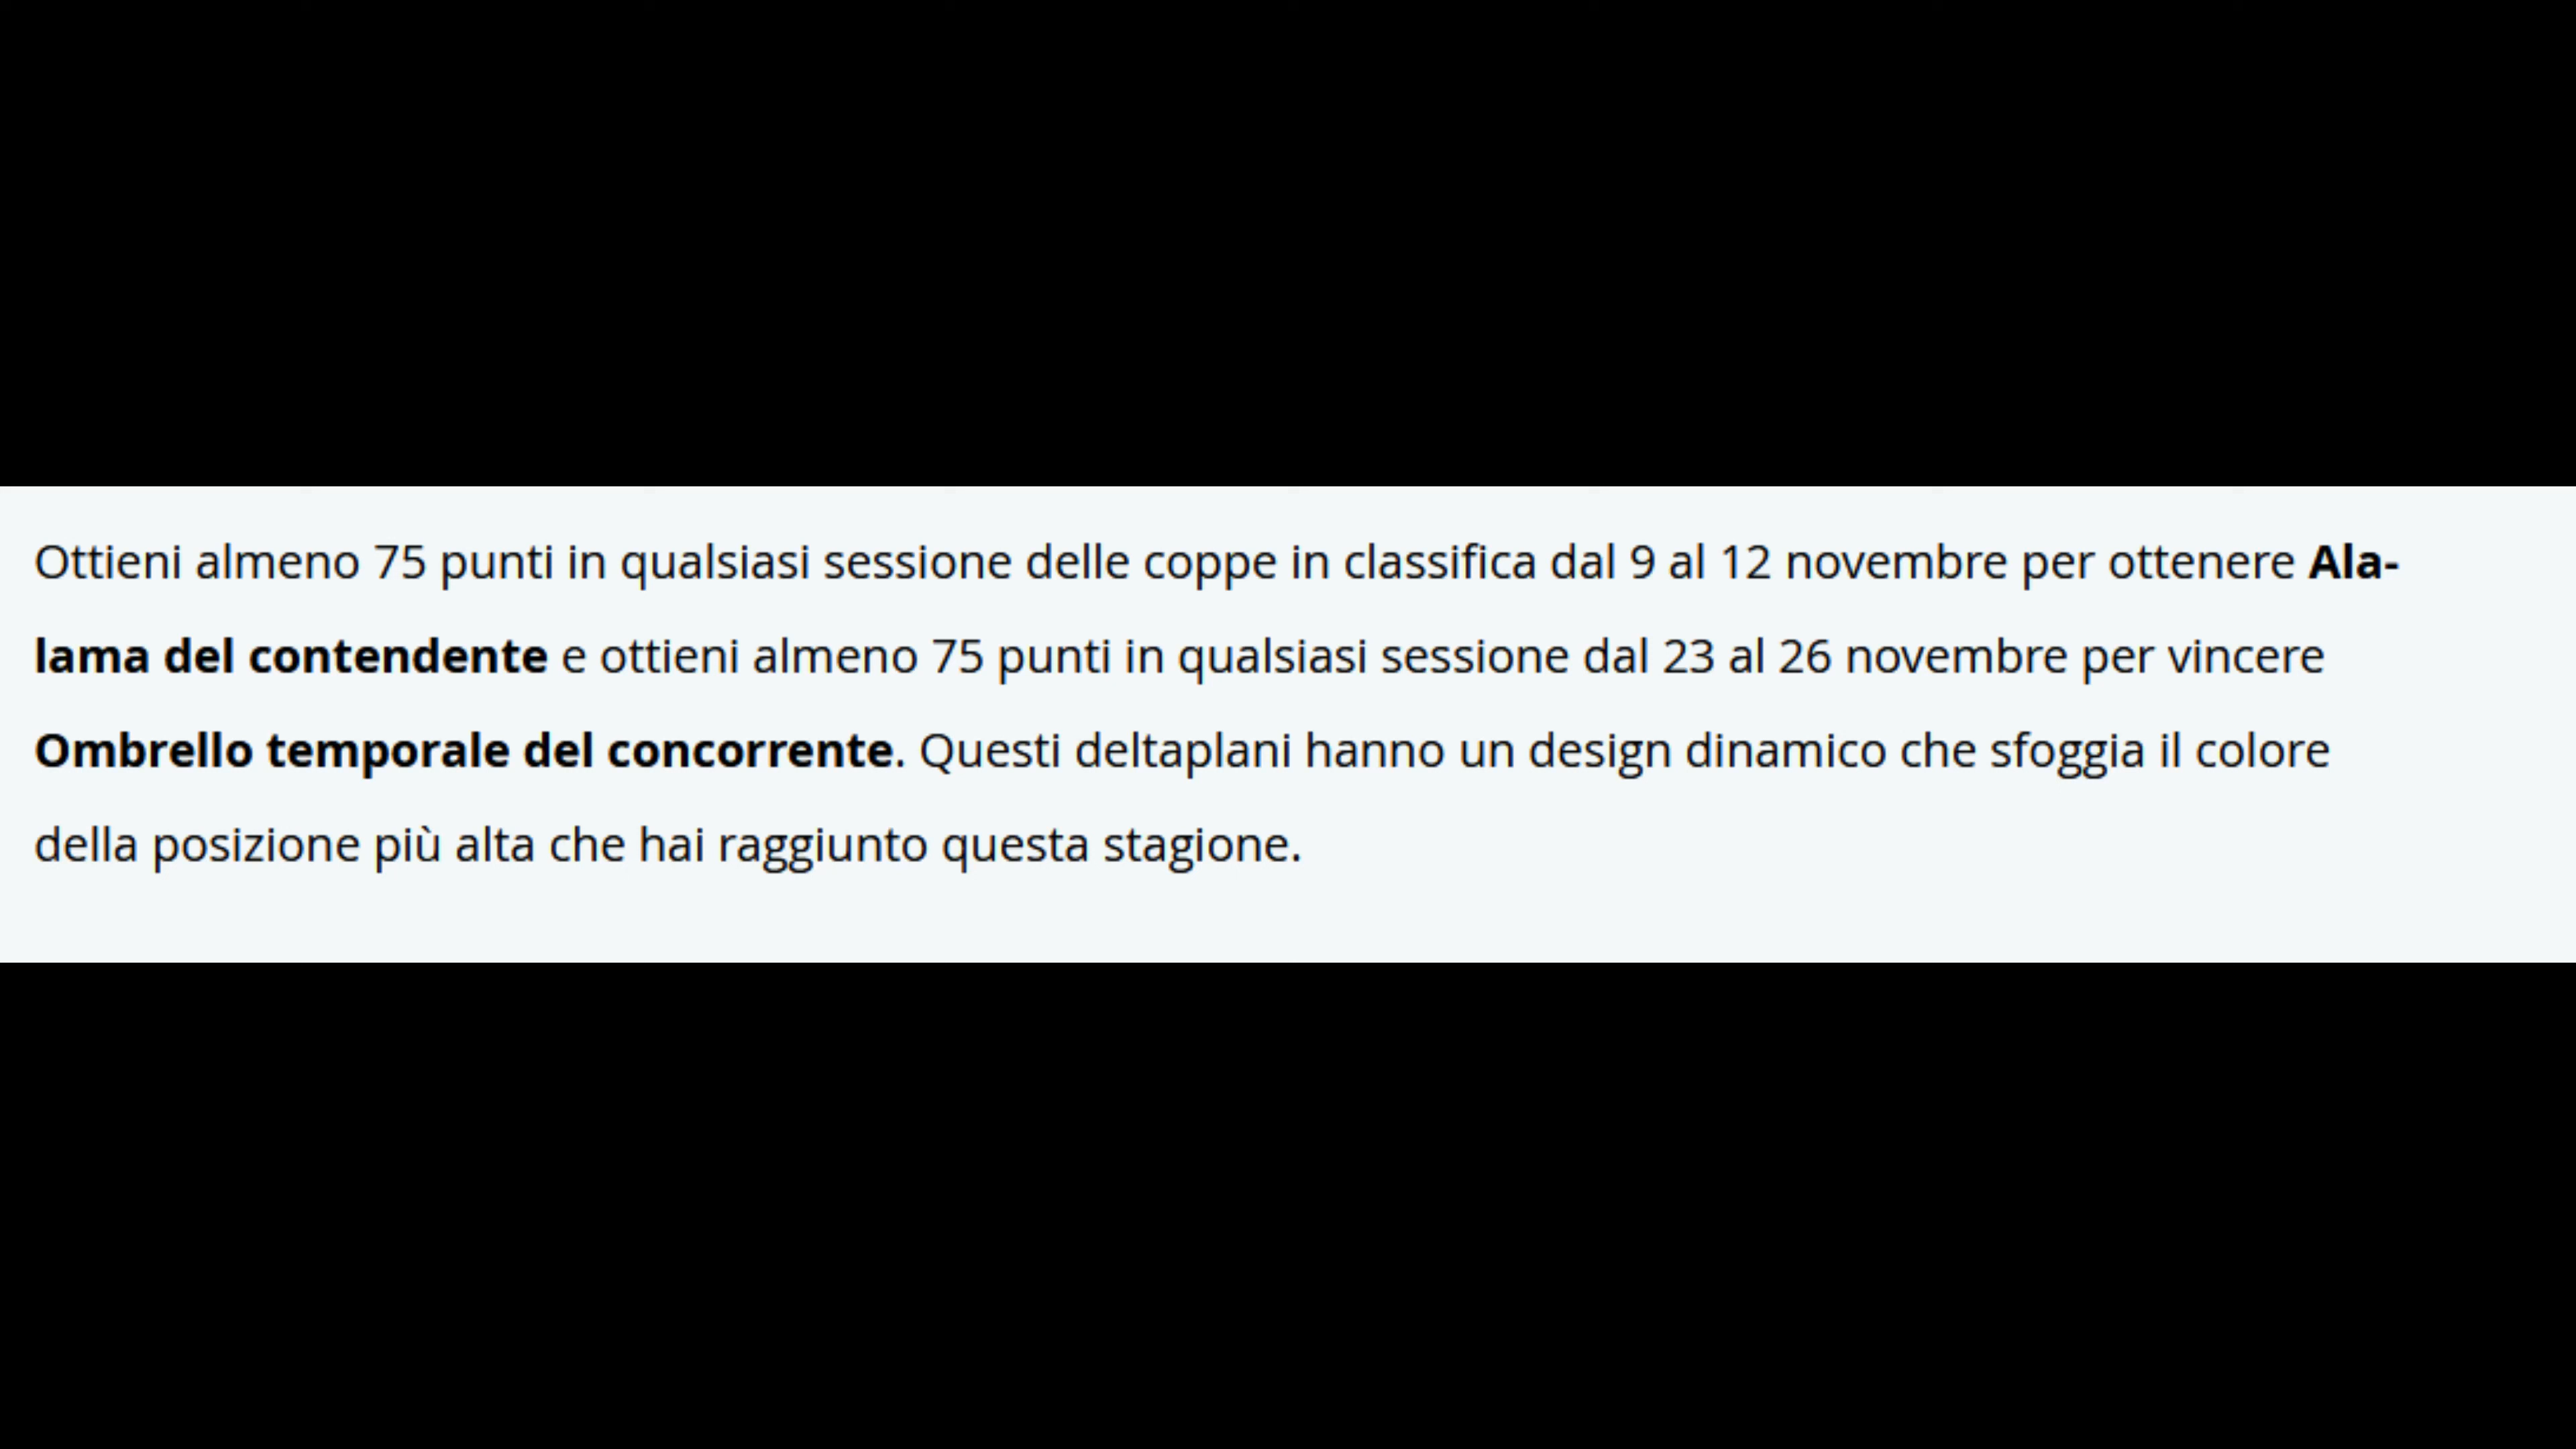 Ottieni almeno 75 punti in qualsiasi sessione delle coppe in classifica dal 9 al 12 novembre per ottenere Ala-
lama del contendente e ottieni almeno 75 punti in qualsiasi sessione dal 23 al 26 novembre per vincere
Ombrello temporale del concorrente. Questi deltaplani hanno un design dinamico che sfoggia il colore
della posizione più alta che hai raggiunto questa stagione.